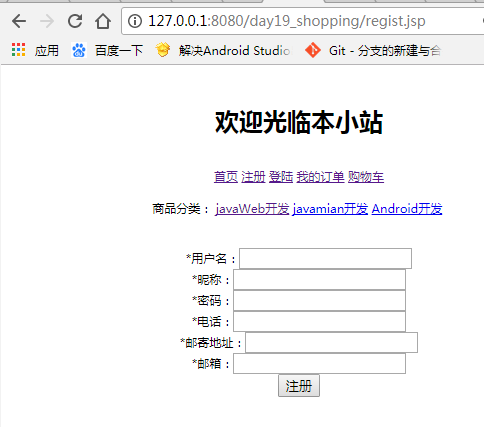 127.0.0.1:8080/day19_shopping/regist.jsp
应用 百度一下 解决Android Studio Git - 分支的新建与合
欢迎光临本小站
首页 注册 登陆 我的订单 购物车
商品分类： javaWeb开发 javamian开发 Android开发
*用户名：
*昵称：
*密码：
*电话：
*邮寄地址：
*邮箱：
注册